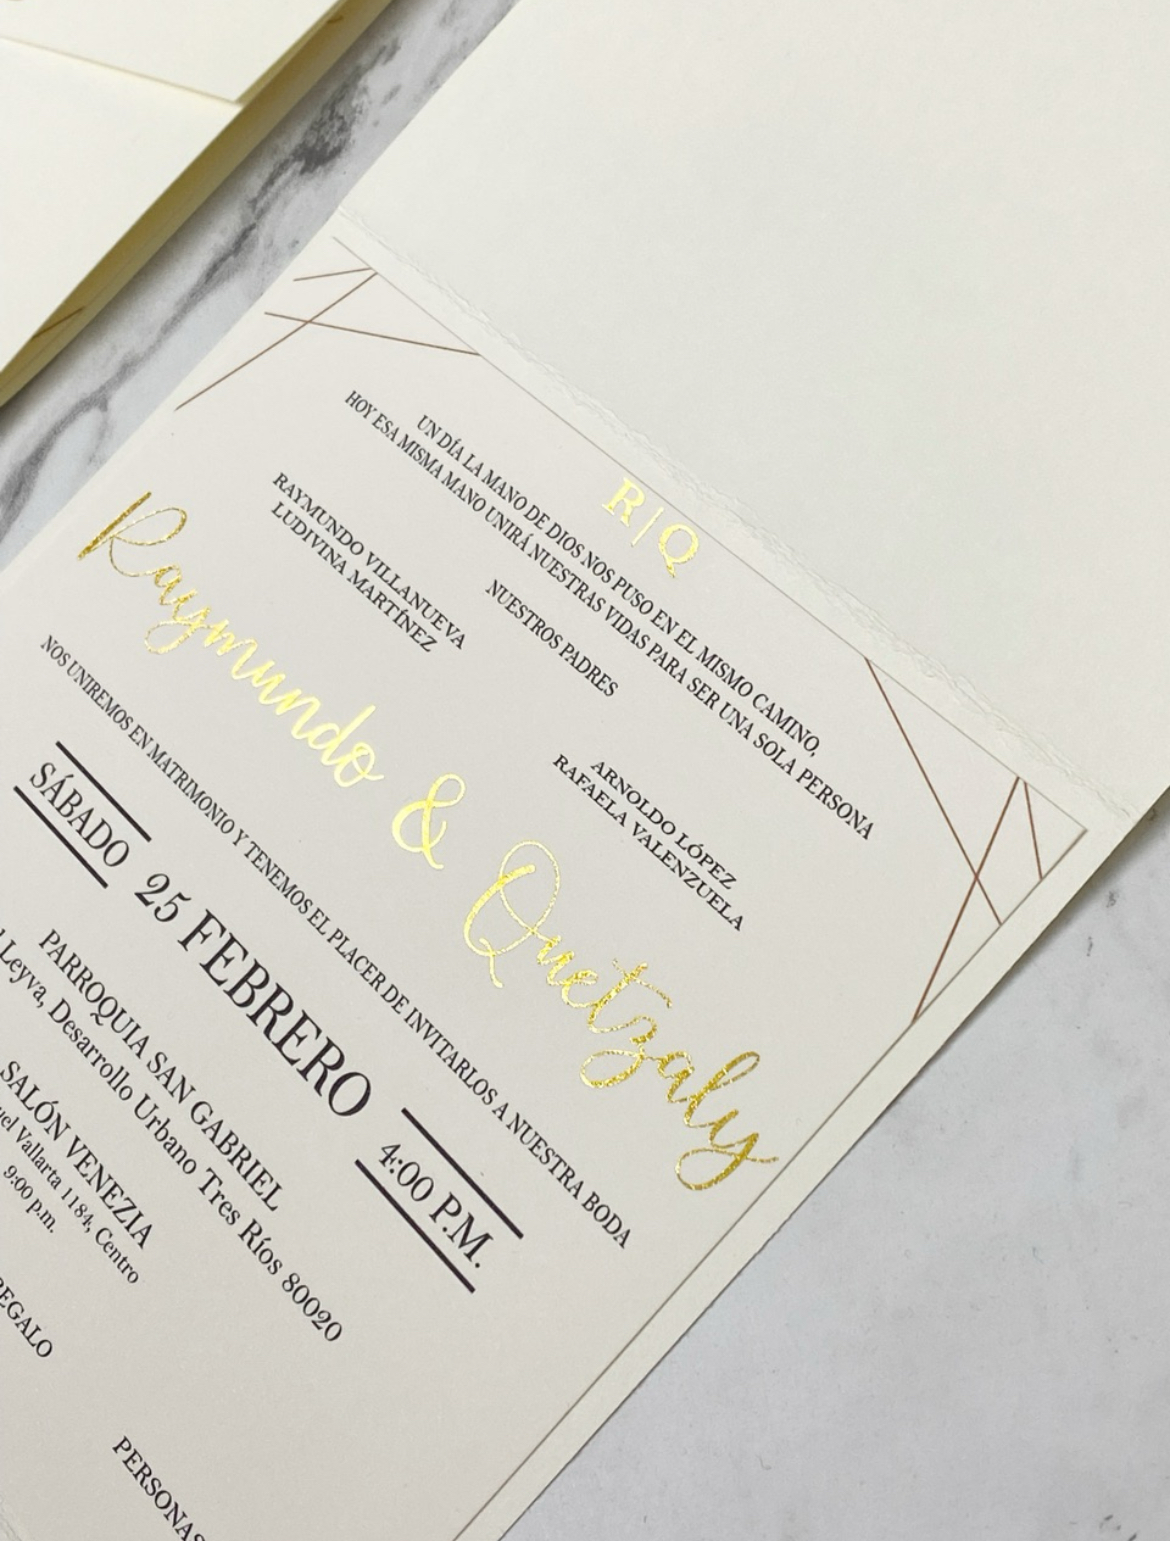 R|Q
UN DÍA LA MANO DE DIOS NOS PUSO EN EL MISMO CAMINO,
HOY ESA MISMA MANO UNIRÁ NUESTRAS VIDAS PARA SER UNA SOLA PERSONA
NUESTROS PADRES
RAYMUNDO VILLANUEVA
LUDIVINA MARTÍNEZ
ARNOLDO LÓPEZ
RAFAELA VALENZUELA
Raymundo & Quetzaly
NOS UNIREMOS EN MATRIMONIO Y TENEMOS EL PLACER DE INVITARLOS A NUESTRA BODA
SÁBADO
25 FEBRERO
4:00 P.M.
PARROQUIA SAN GABRIEL
Leyva, Desarrollo Urbano Tres Ríos 80020
SALÓN VENEZIA
Vallarta 1184, Centro
9:00 p.m.
PERSONAS